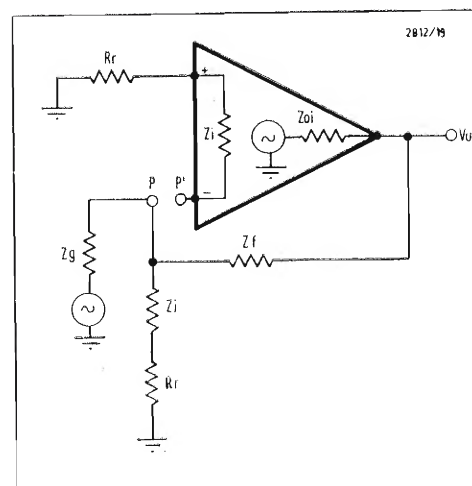 2812/19
Rr
+
Zi
Zoi
Vu
P
P'
−
Zg
Zf
Zi
Rr